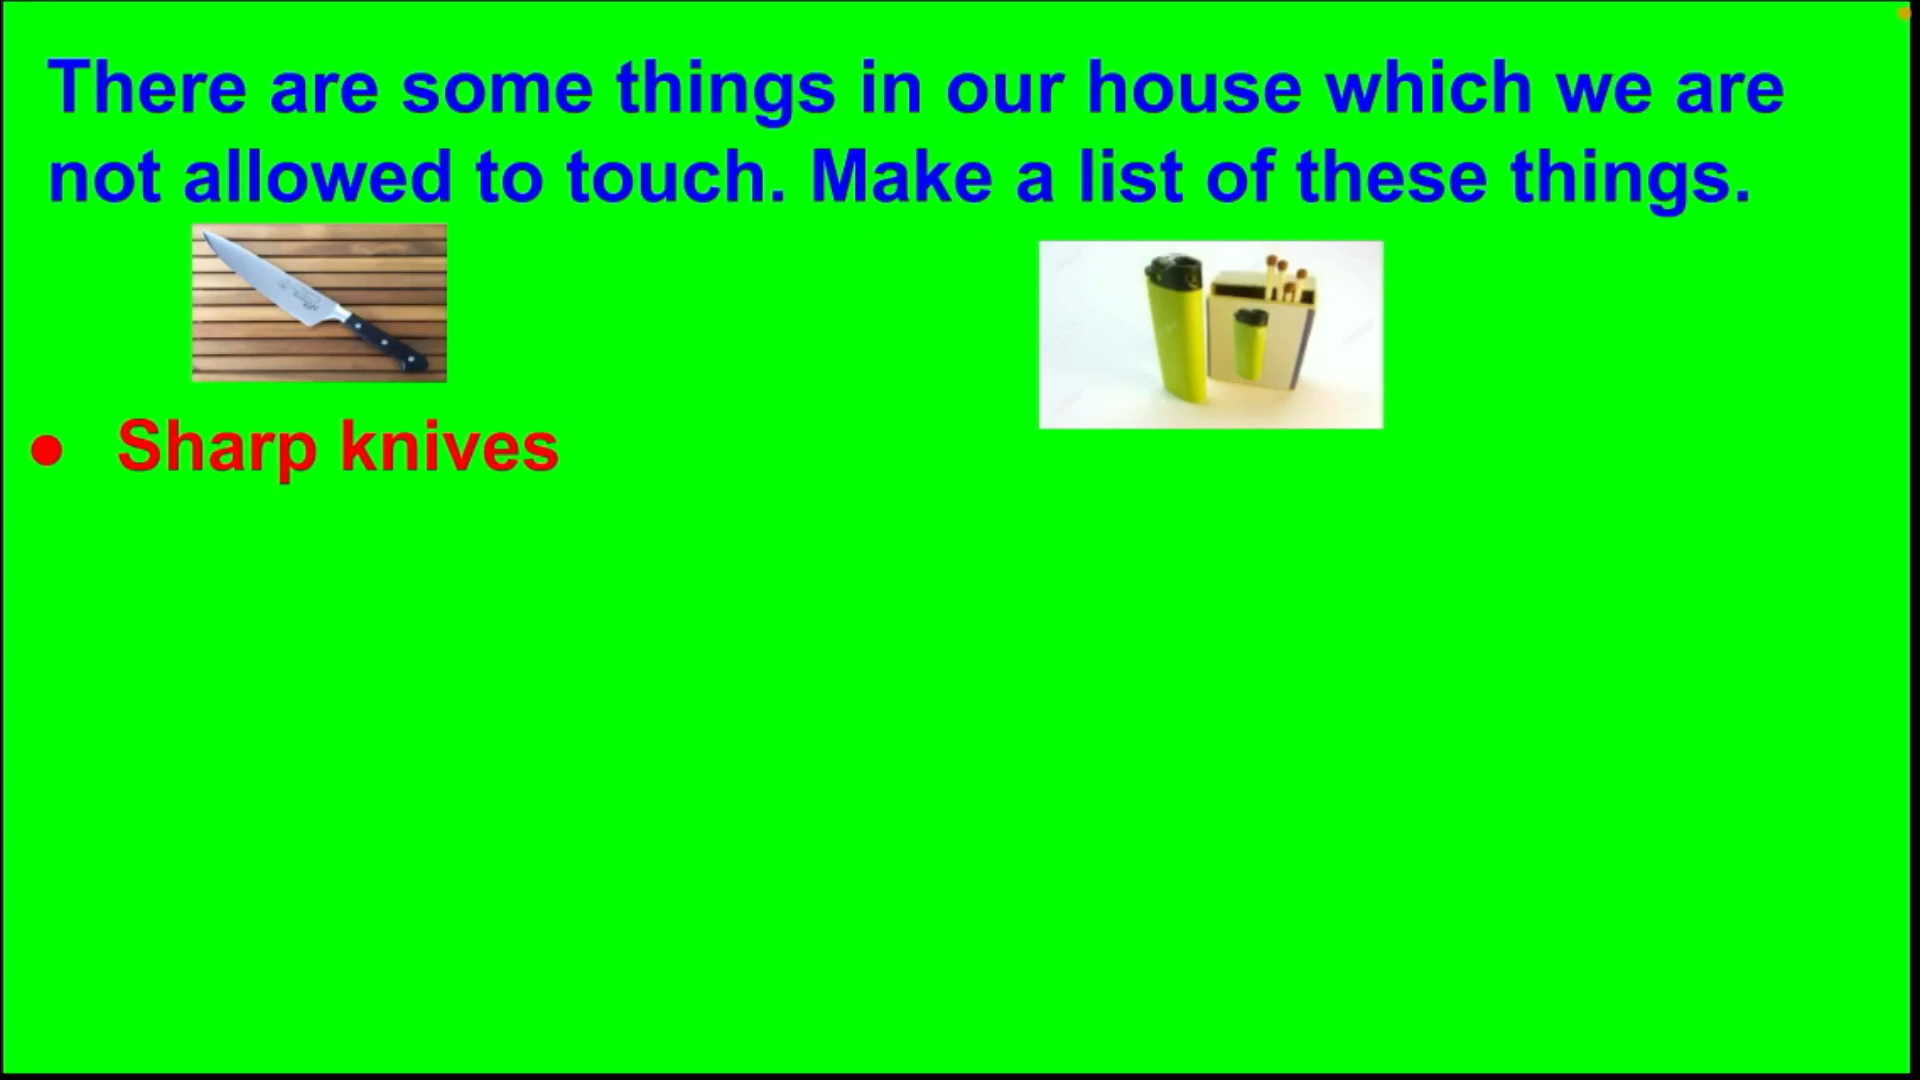 There are some things in our house which we are
not allowed to touch. Make a list of these things.
● Sharp knives